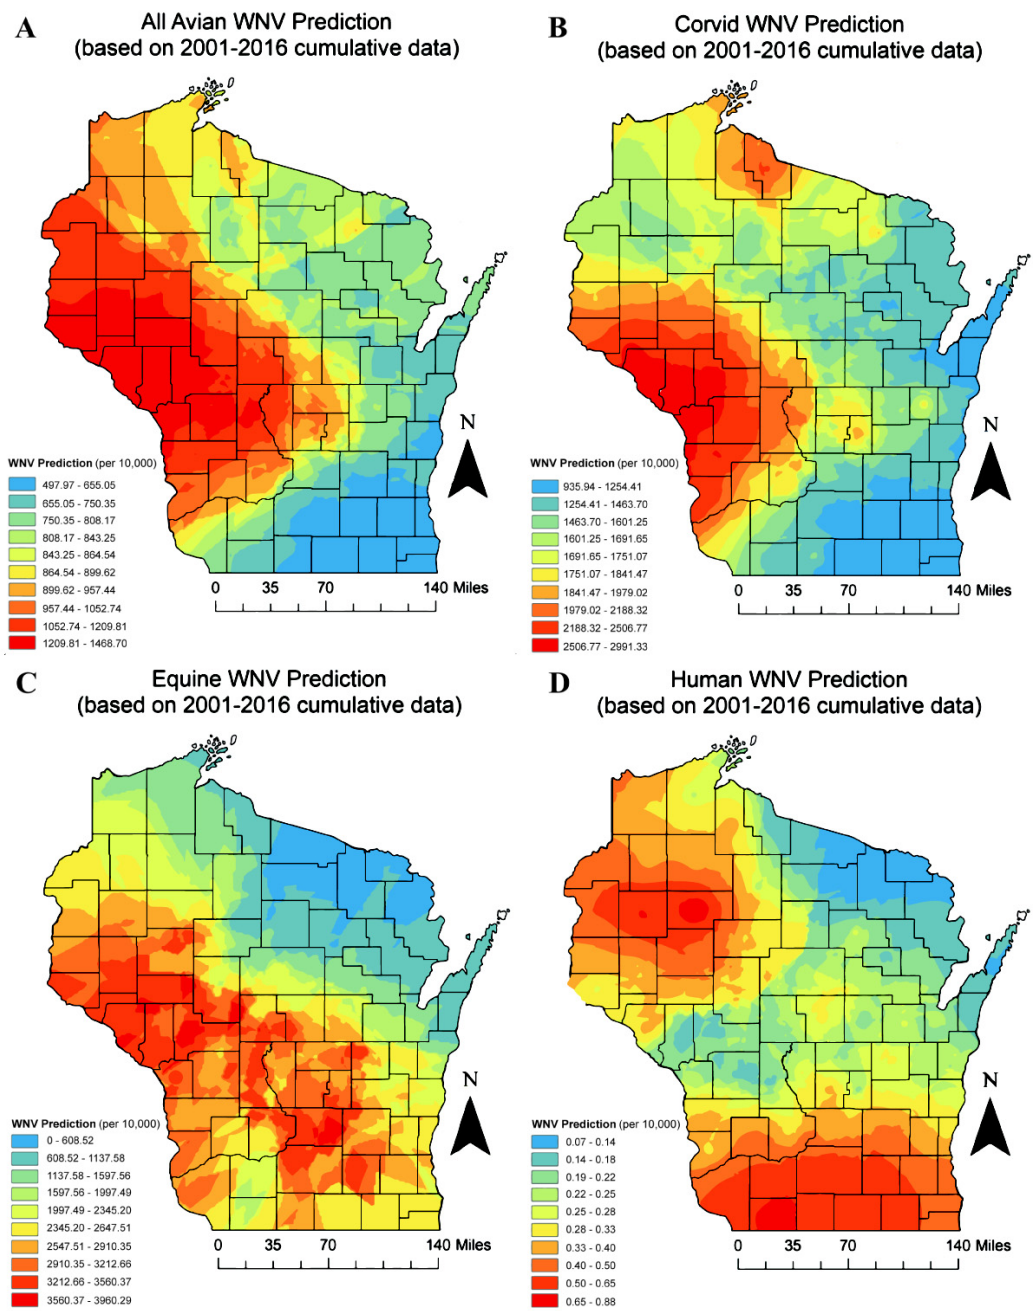 A
All Avian WNV Prediction
(based on 2001-2016 cumulative data)
N
WNV Prediction (per 10,000)
497.97 - 655.05
655.05 - 750.35
750.35 - 808.17
808.17 - 843.25
843.25 - 864.54
864.54 - 899.62
899.62 - 957.44
957.44 - 1052.74
1052.74 - 1209.81
1209.81 - 1468.70
0 35 70 140 Miles
B
Corvid WNV Prediction
(based on 2001-2016 cumulative data)
N
WNV Prediction (per 10,000)
935.94 - 1254.41
1254.41 - 1463.70
1463.70 - 1601.25
1601.25 - 1691.65
1691.65 - 1751.07
1751.07 - 1841.47
1841.47 - 1979.02
1979.02 - 2188.32
2188.32 - 2506.77
2506.77 - 2991.33
0 35 70 140 Miles
C
Equine WNV Prediction
(based on 2001-2016 cumulative data)
N
WNV Prediction (per 10,000)
0 - 608.52
608.52 - 1137.58
1137.58 - 1597.56
1597.56 - 1997.49
1997.49 - 2345.20
2345.20 - 2647.51
2547.51 - 2910.35
2910.35 - 3212.66
3212.66 - 3560.37
3560.37 - 3960.29
0 35 70 140 Miles
D
Human WNV Prediction
(based on 2001-2016 cumulative data)
N
WNV Prediction (per 10,000)
0.07 - 0.14
0.14 - 0.18
0.19 - 0.22
0.22 - 0.25
0.25 - 0.28
0.28 - 0.33
0.33 - 0.40
0.40 - 0.50
0.50 - 0.65
0.65 - 0.88
0 35 70 140 Miles